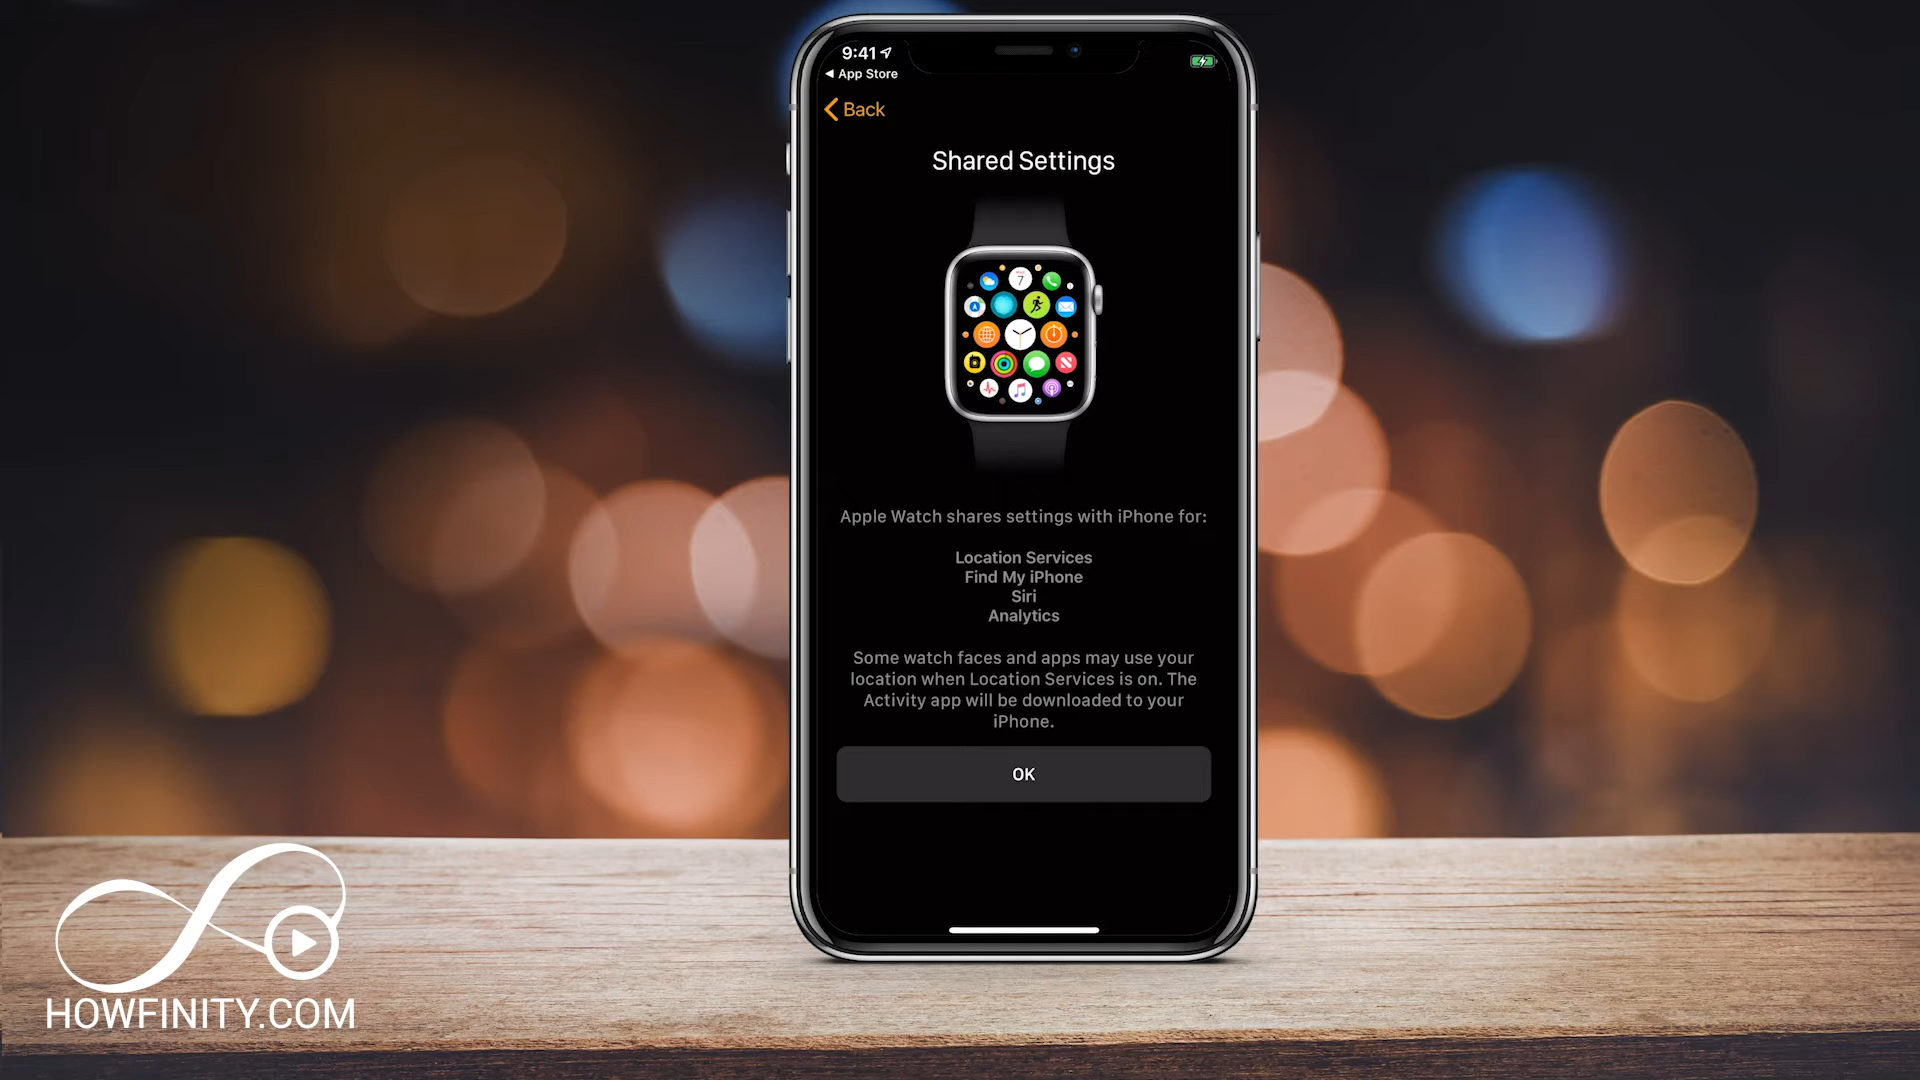 9:41
◀ App Store
Back
Shared Settings
7
Apple Watch shares settings with iPhone for:
Location Services
Find My iPhone
Siri
Analytics
Some watch faces and apps may use your
location when Location Services is on. The
Activity app will be downloaded to your
iPhone.
OK
HOWFINITY.COM